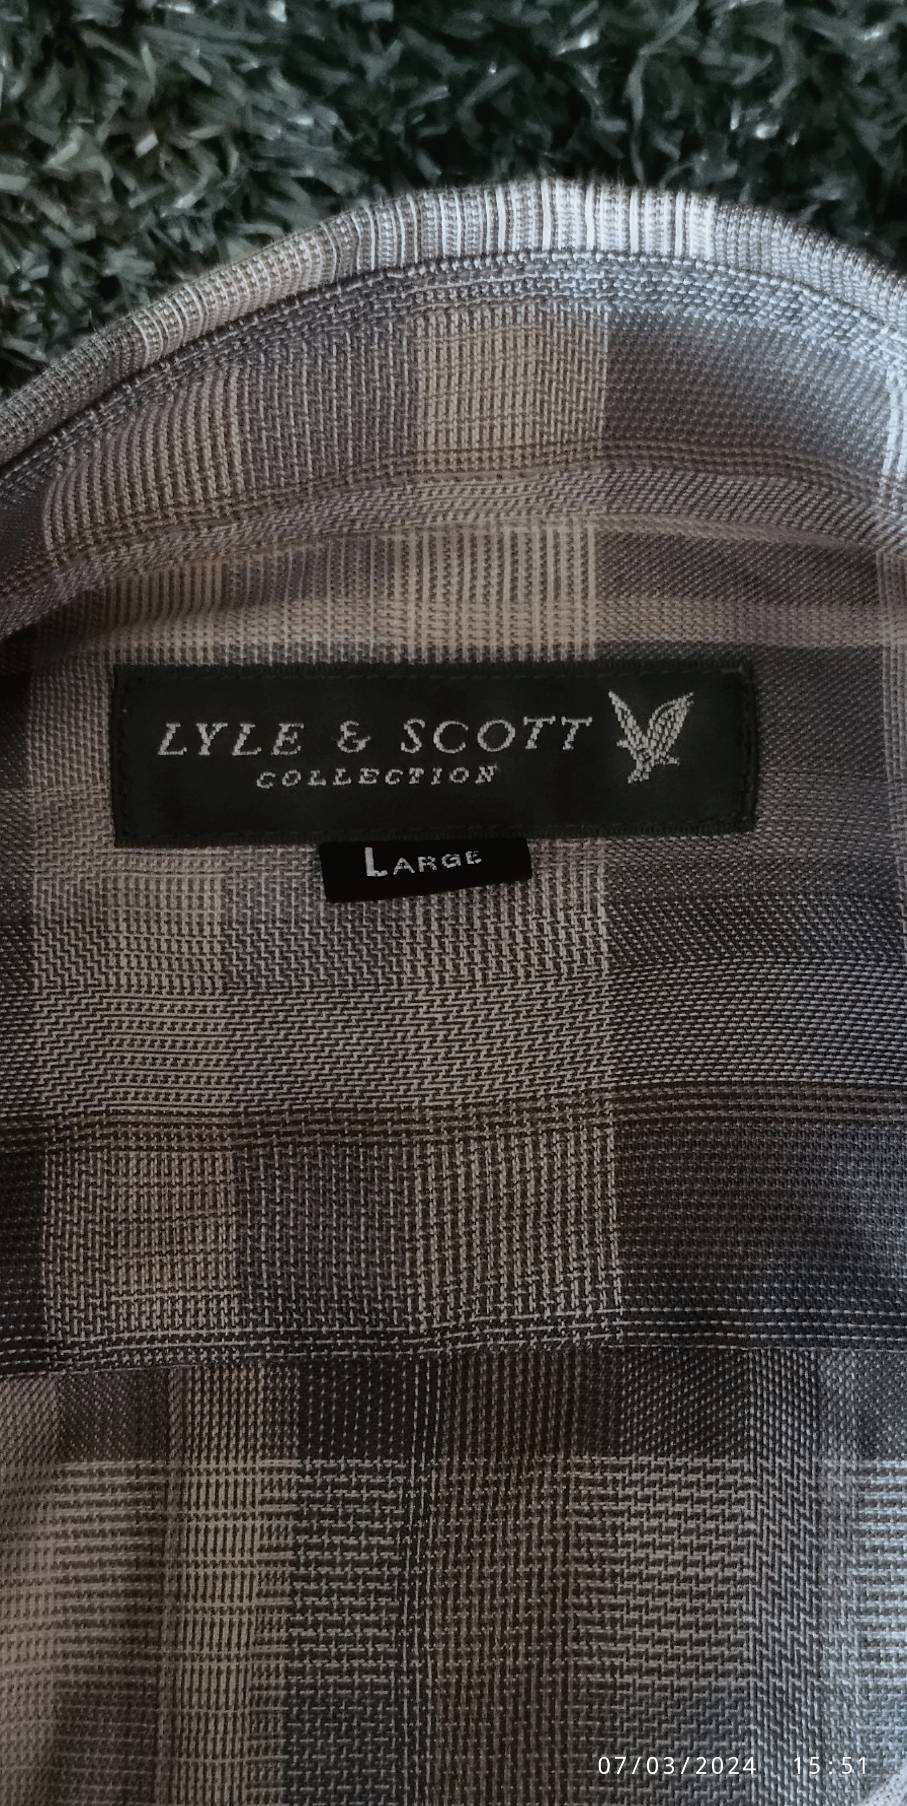 LYLE & SCOTT
COLLECTION
LARGE
07/03/2024 15:51